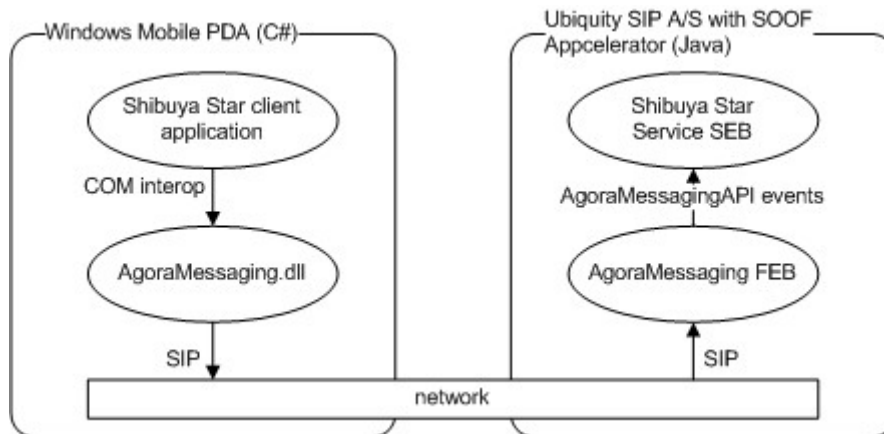 Windows Mobile PDA (C#)
Shibuya Star client
application
COM interop
AgoraMessaging.dll
SIP
Ubiquity SIP A/S with SOOF
Appcelerator (Java)
Shibuya Star
Service SEB
AgoraMessagingAPI events
AgoraMessaging FEB
SIP
network